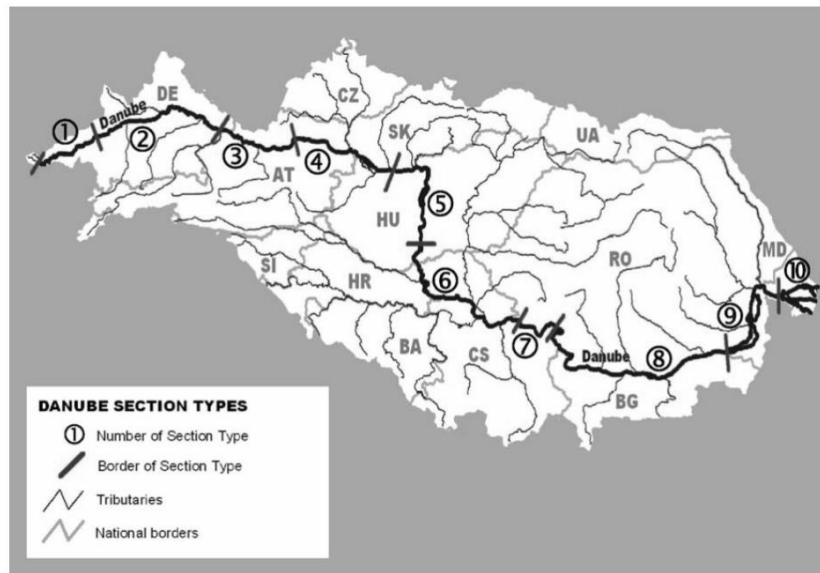 DE
CZ
Danube
①
②
SK
UA
③
④
AT
⑤
HU
MD
⑩
SI
RO
HR
⑥
⑨
⑦
BA
CS
Danube
⑧
BG
DANUBE SECTION TYPES
① Number of Section Type
Border of Section Type
Tributaries
National borders